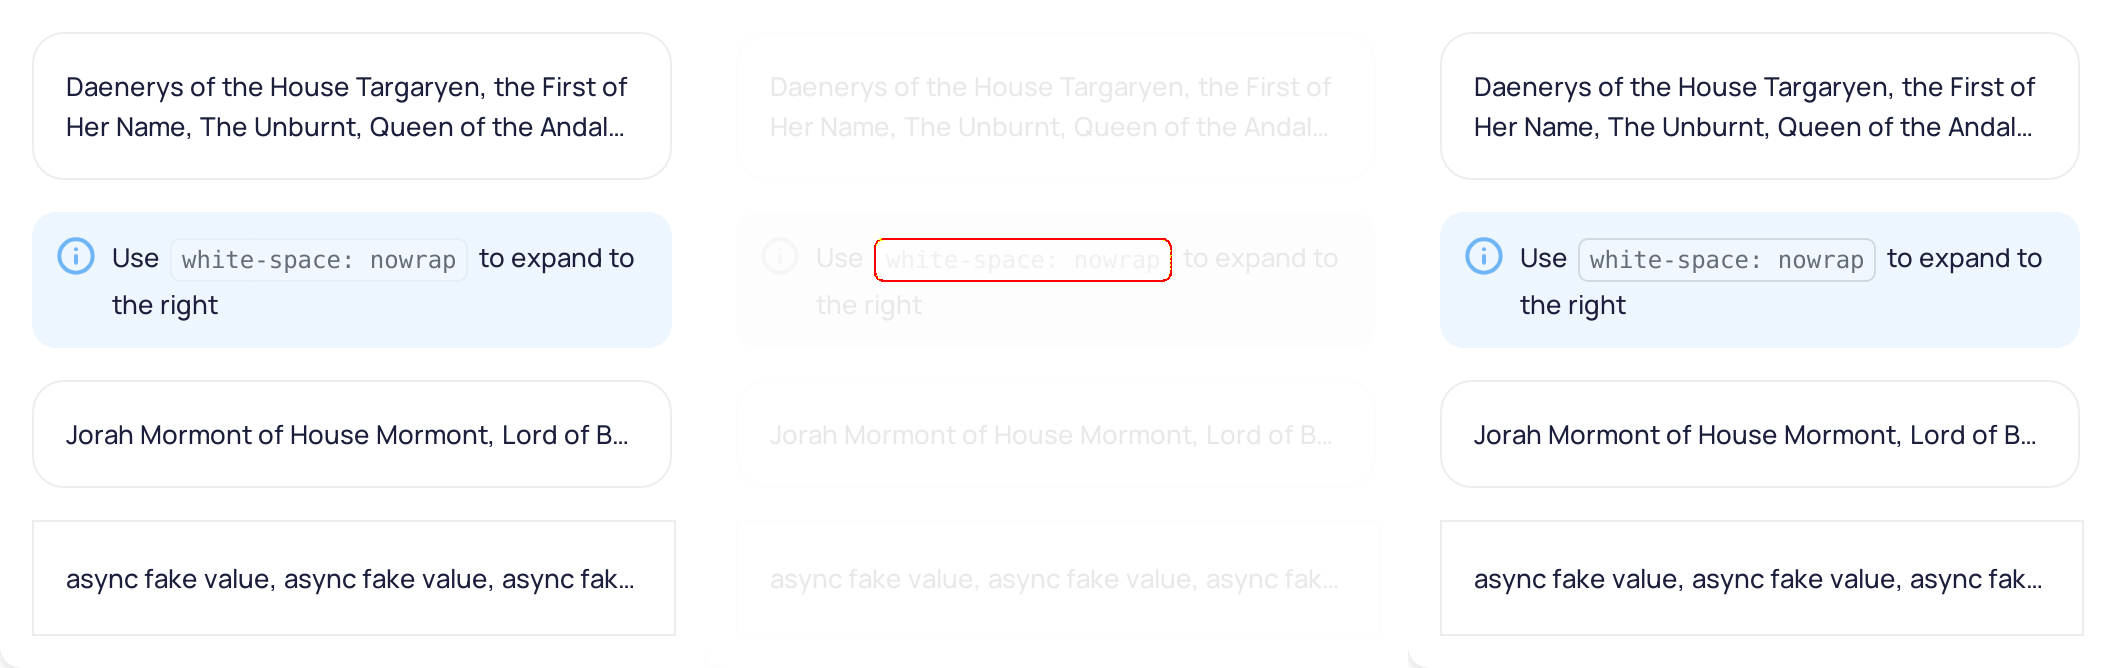 Daenerys of the House Targaryen, the First of
Her Name, The Unburnt, Queen of the Andal...
Use white-space: nowrap to expand to
the right
Jorah Mormont of House Mormont, Lord of B...
async fake value, async fake value, async fak...
Daenerys of the House Targaryen, the First of
Her Name, The Unburnt, Queen of the Andal...
Use white-space: nowrap to expand to
the right
Jorah Mormont of House Mormont, Lord of B...
async fake value, async fake value, async fak...
Daenerys of the House Targaryen, the First of
Her Name, The Unburnt, Queen of the Andal...
Use white-space: nowrap to expand to
the right
Jorah Mormont of House Mormont, Lord of B...
async fake value, async fake value, async fak...